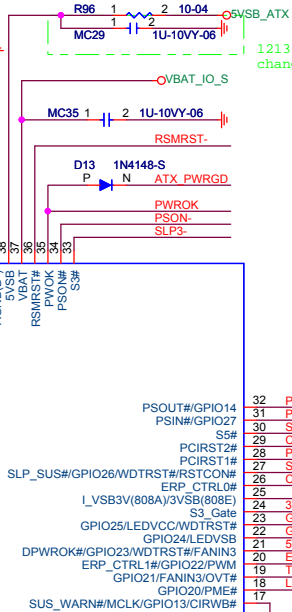 R96 1 2 10-04 5VSB_ATX
MC29 1 2 1U-10VY-06
1213
chan
VBAT_IO_S
MC35 1 2 1U-10VY-06
RSMRST-
D13 1N4148-S
P N ATX_PWRGD
PWROK
PSON-
SLP3-
38 37 36 35 34 33
5VSB
VBAT
RSMRST#
PWOK
PSON#
S3#
PSOUT#/GPIO14 32 P
PSIN#/GPIO27 31 P
S5# 30 S
PCIRST2# 29 C
PCIRST1# 28 P
SLP_SUS#/GPIO26/WDTRST#/RSTCON# 27 S
ERP_CTRL0# 26 C
I_VSB3V(808A)/3VSB(808E) 25
S3_Gate 24 3
GPIO25/LEDVCC/WDTRST# 23 G
GPIO24/LEDVSB 22 G
DPWROK#/GPIO23/WDTRST#/FANIN3 21 5
ERP_CTRL1#/GPIO22/PWM 20 E
GPIO21/FANIN3/OVT# 19 T
GPIO20/PME# 18 L
SUS_WARN#/MCLK/GPIO13/CIRWB# 17